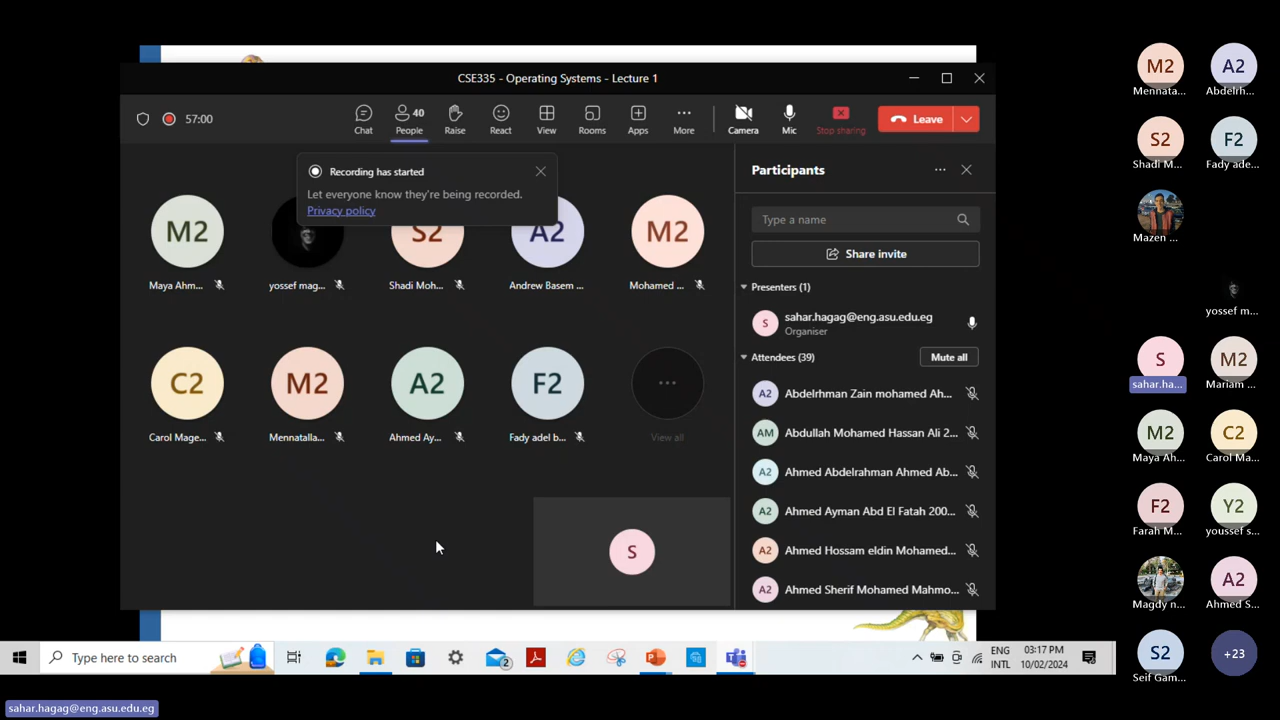 CSE335 - Operating Systems - Lecture 1
57:00
Chat
People
40
Raise
React
View
Rooms
Apps
More
Camera
Mic
Stop sharing
Leave
Recording has started
Let everyone know they're being recorded.
Privacy policy
M2
S2
A2
M2
Maya Ahm...
yossef mag...
Shadi Moh...
Andrew Basem ...
Mohamed ...
C2
M2
A2
F2
...
Carol Mage...
Mennatalla...
Ahmed Ay...
Fady adel b...
View all
S
Participants
Type a name
Share invite
Presenters (1)
S
sahar.hagag@eng.asu.edu.eg
Organiser
Attendees (39)
Mute all
A2 Abdelrhman Zain mohamed Ah...
AM Abdullah Mohamed Hassan Ali 2...
A2 Ahmed Abdelrahman Ahmed Ab...
A2 Ahmed Ayman Abd El Fatah 200...
A2 Ahmed Hossam eldin Mohamed...
A2 Ahmed Sherif Mohamed Mahmo...
M2 A2
Mennata... Abdelrh...
S2 F2
Shadi M... Fady ade...
Mazen ...
yossef m...
S M2
sahar.ha... Mariam ...
M2 C2
Maya Ah... Carol Ma...
F2 Y2
Farah M... youssef s...
A2
Magdy n... Ahmed S...
S2 +23
Seif Gam...
Type here to search
2
ENG
INTL
03:17 PM
10/02/2024
sahar.hagag@eng.asu.edu.eg